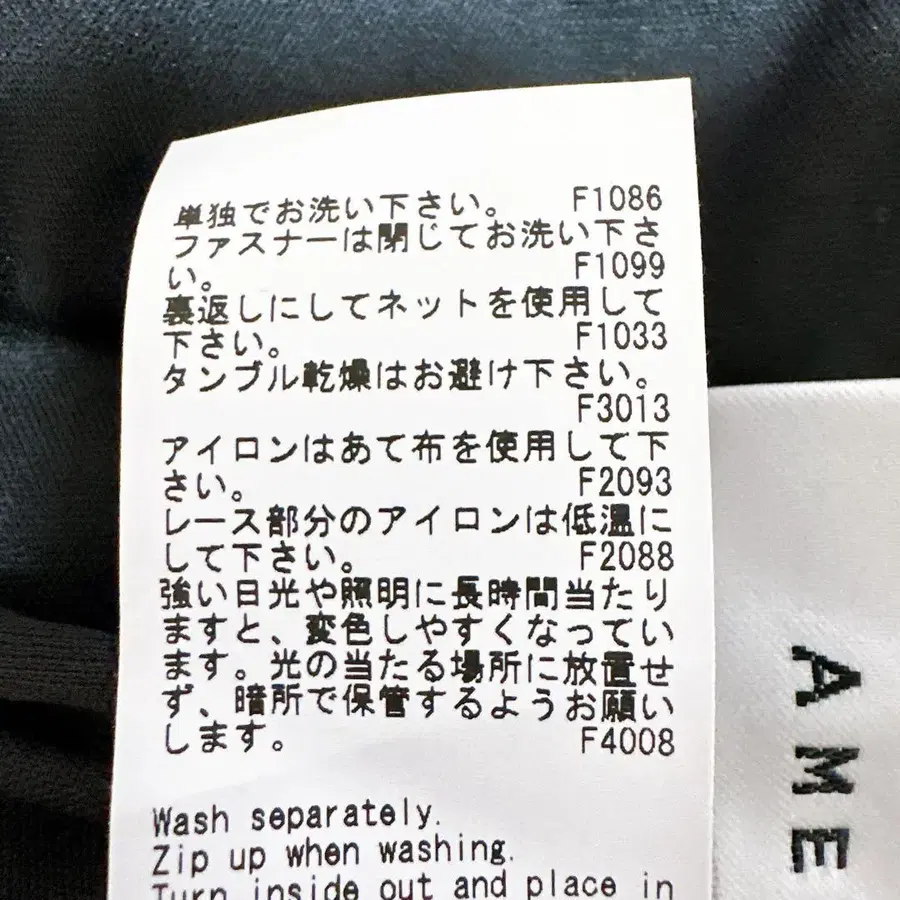 単独でお洗い下さい。 F1086
ファスナーは閉じてお洗い下さ
い。 F1099
裏返しにしてネットを使用して
下さい。 F1033
タンブル乾燥はお避け下さい。
F3013
アイロンはあて布を使用して下
さい。 F2093
レース部分のアイロンは低温に
して下さい。 F2088
強い日光や照明に長時間当たり
ますと、変色しやすくなってい
ます。光の当たる場所に放置せ
ず、暗所で保管するようお願い
します。 F4008
Wash separately.
Zip up when washing.
Turn inside out and place in
AME